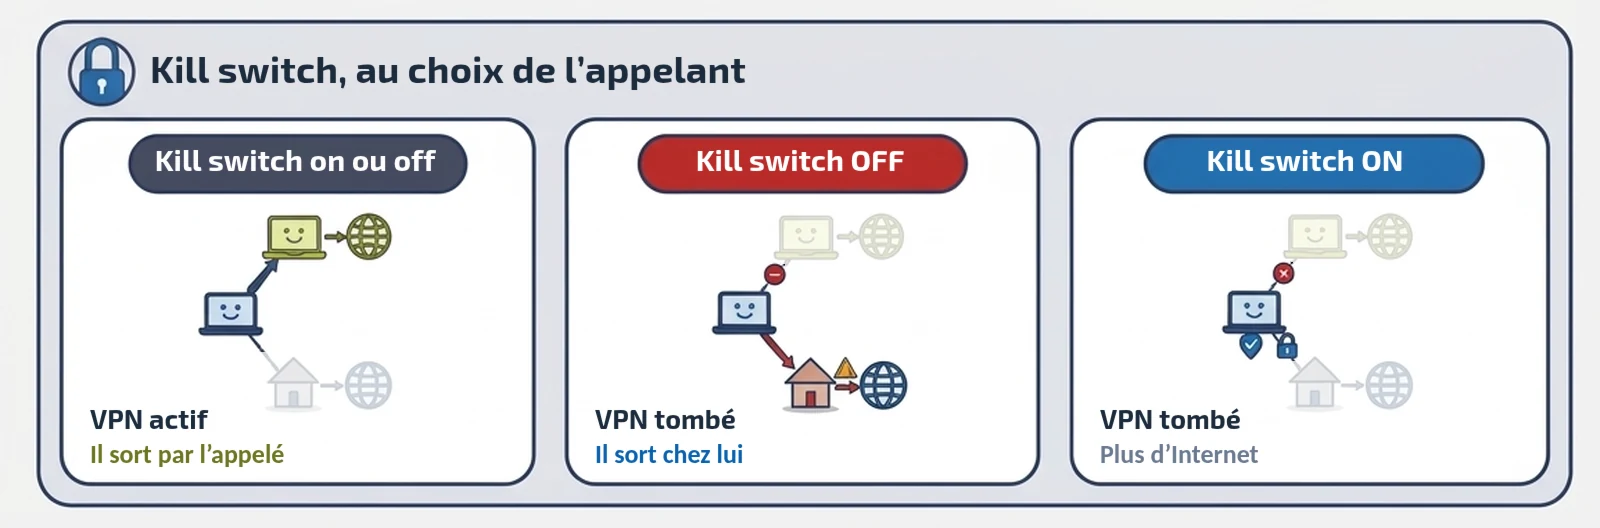 Kill switch, au choix de l’appelant
Kill switch on ou off
VPN actif
Il sort par l’appelé
Kill switch OFF
VPN tombé
Il sort chez lui
Kill switch ON
VPN tombé
Plus d’Internet